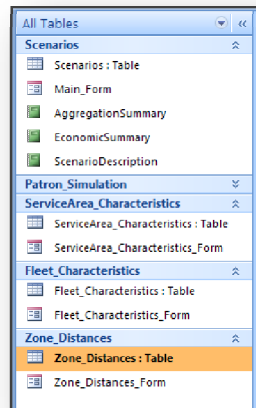 All Tables
Scenarios
Scenarios : Table
Main_Form
AggregationSummary
EconomicSummary
ScenarioDescription
Patron_Simulation
ServiceArea_Characteristics
ServiceArea_Characteristics : Table
ServiceArea_Characteristics_Form
Fleet_Characteristics
Fleet_Characteristics : Table
Fleet_Characteristics_Form
Zone_Distances
Zone_Distances : Table
Zone_Distances_Form